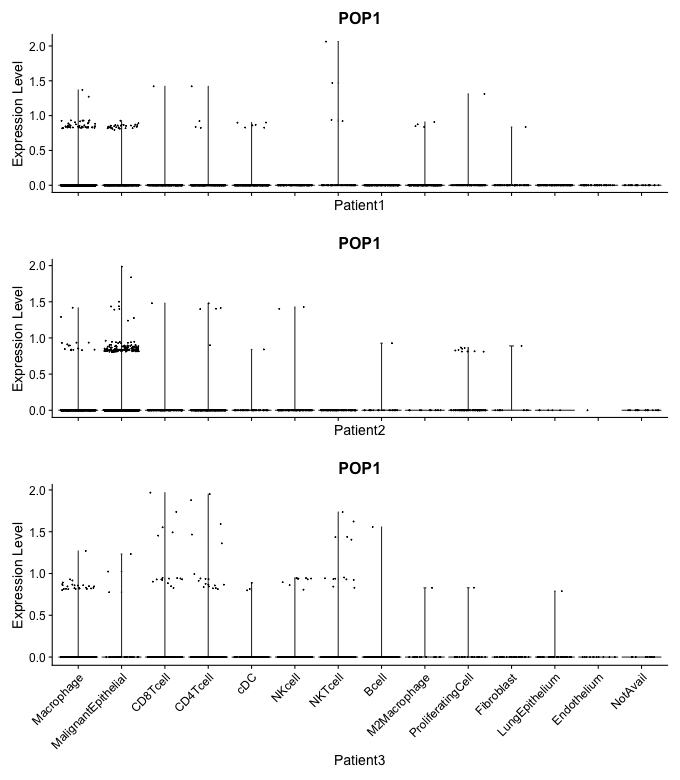 POP1
Expression Level
2.0
1.5
1.0
0.5
0.0
Patient1
POP1
Expression Level
2.0
1.5
1.0
0.5
0.0
Patient2
POP1
Expression Level
2.0
1.5
1.0
0.5
0.0
Macrophage
MalignantEpithelial
CD8Tcell
CD4Tcell
cDC
NKcell
NKTcell
Bcell
M2Macrophage
ProliferatingCell
Fibroblast
LungEpithelium
Endothelium
NotAvail
Patient3